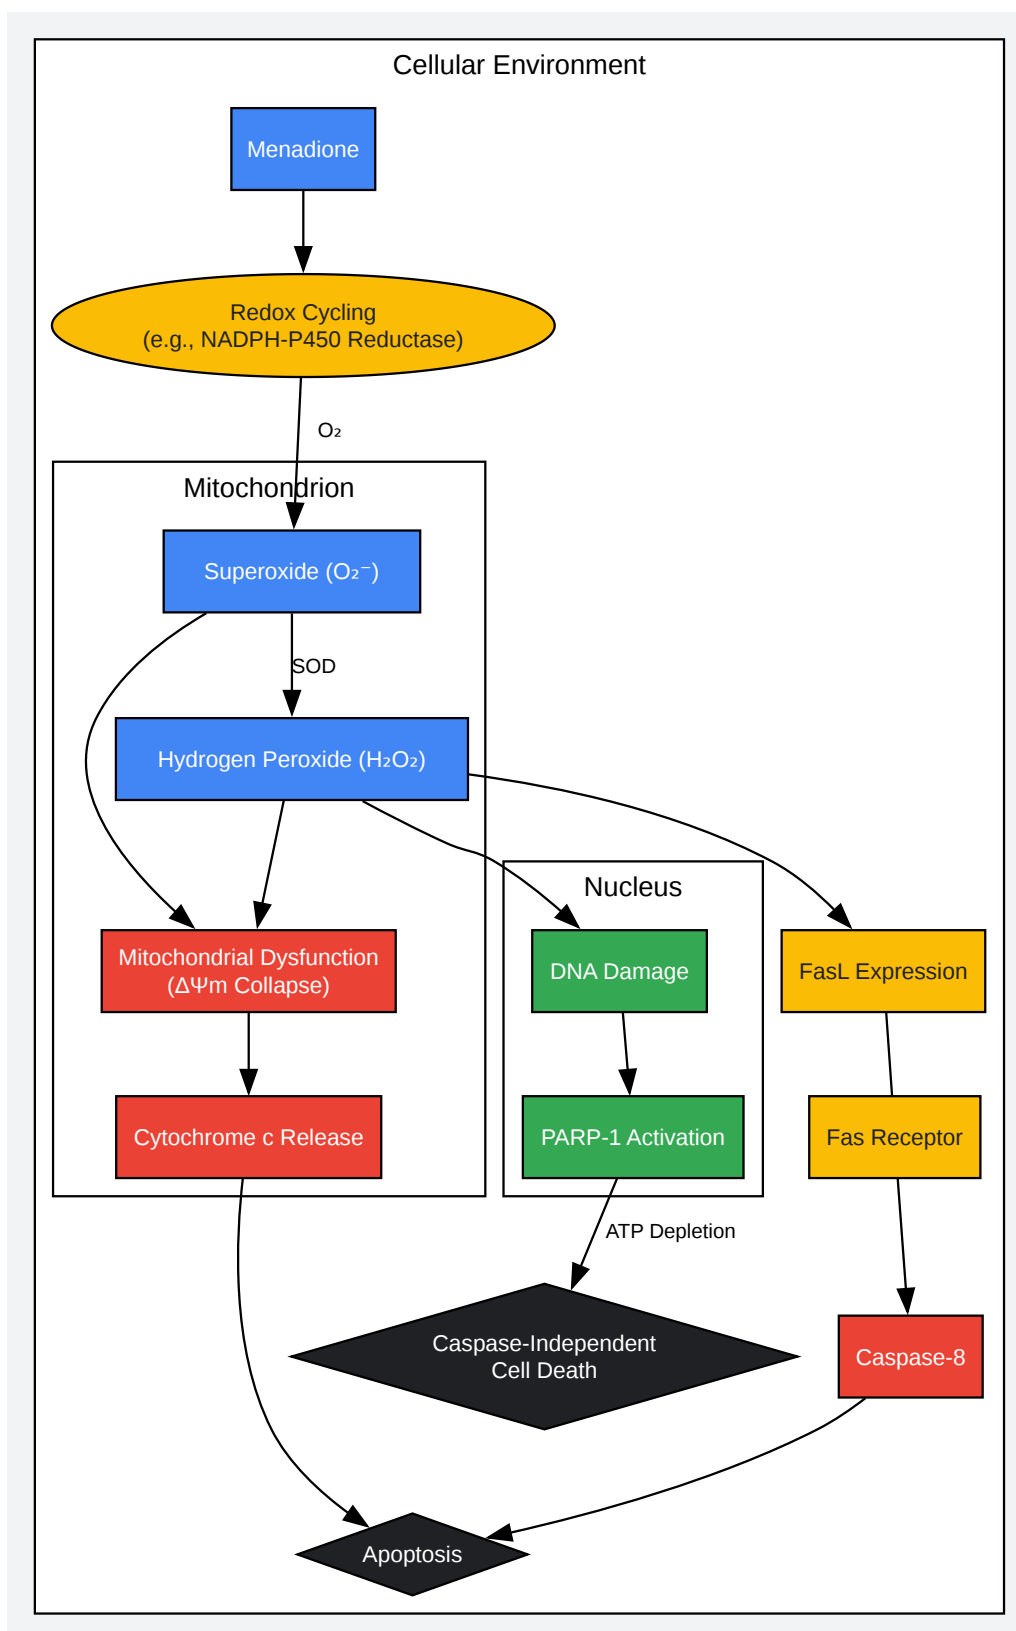 Cellular Environment
Menadione
Redox Cycling
(e.g., NADPH-P450 Reductase)
O₂
Mitochondrion
Superoxide (O₂⁻)
SOD
Hydrogen Peroxide (H₂O₂)
Nucleus
Mitochondrial Dysfunction
(ΔΨm Collapse)
DNA Damage
FasL Expression
Cytochrome c Release
PARP-1 Activation
Fas Receptor
ATP Depletion
Caspase-Independent
Cell Death
Caspase-8
Apoptosis